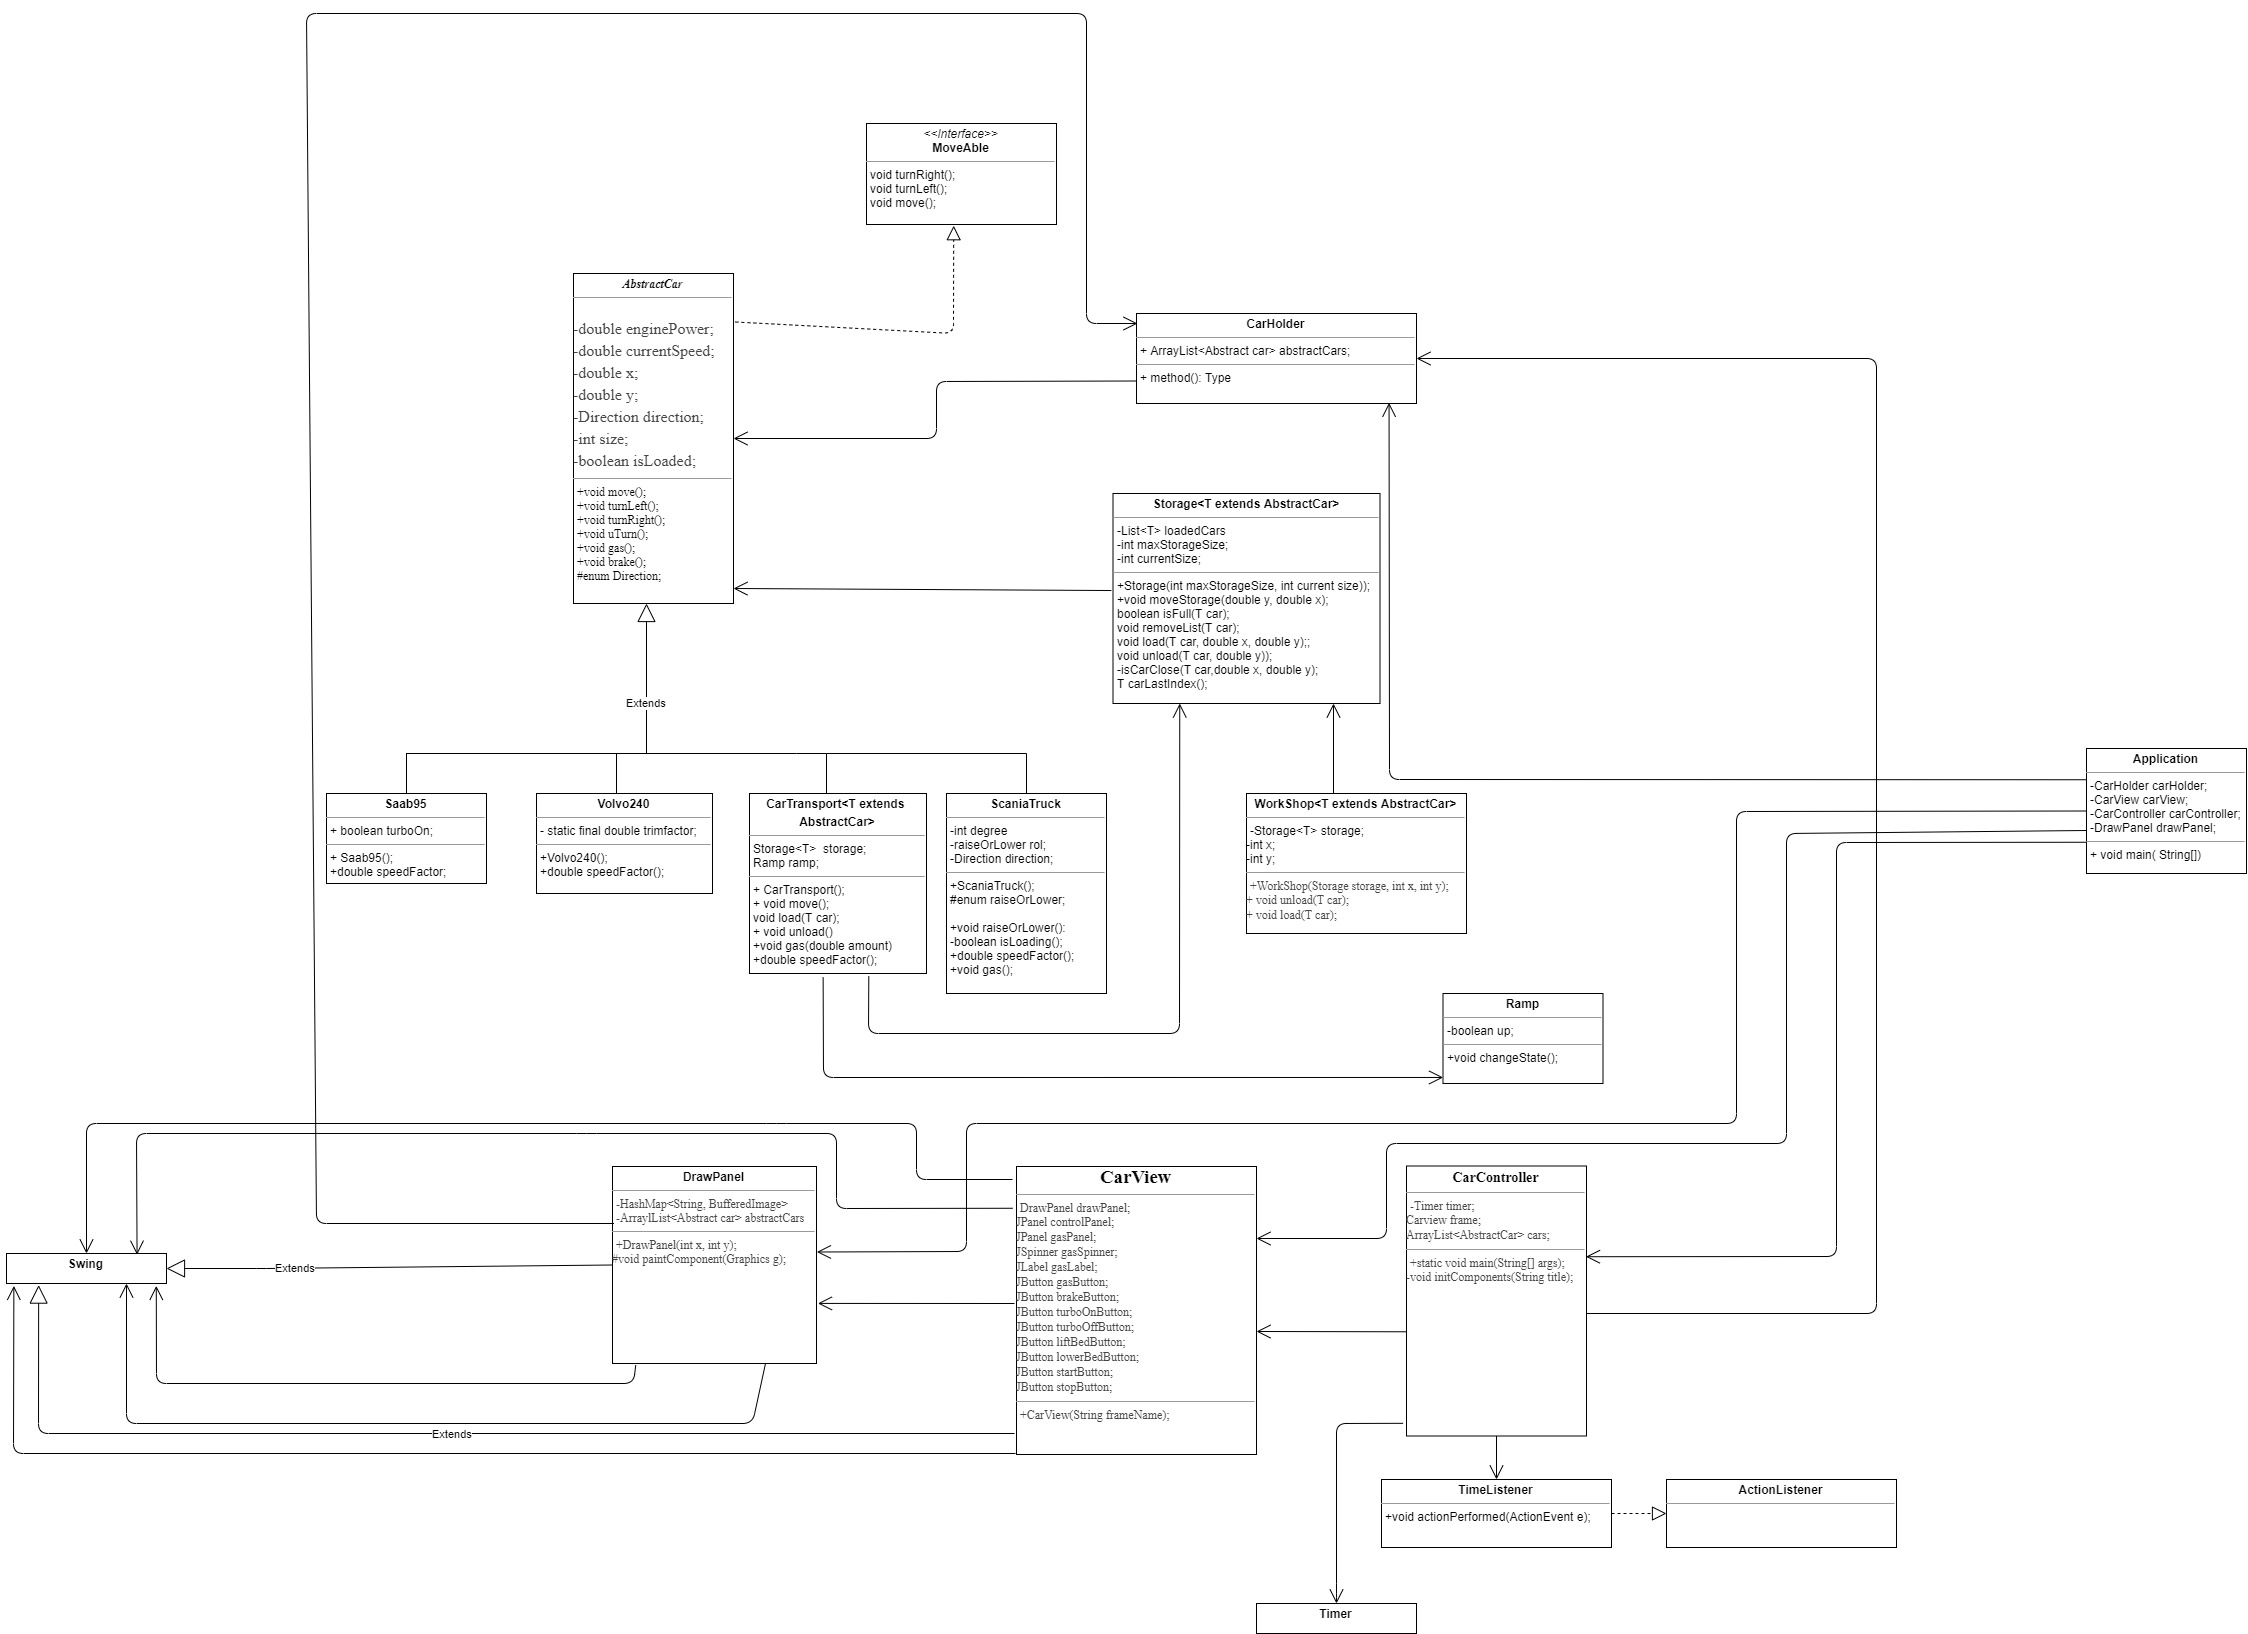 <<Interface>>
MoveAble
void turnRight();
void turnLeft();
void move();
AbstractCar
-double enginePower;
-double currentSpeed;
-double x;
-double y;
-Direction direction;
-int size;
-boolean isLoaded;
+void move();
+void turnLeft();
+void turnRight();
+void uTurn();
+void gas();
+void brake();
#enum Direction;
CarHolder
+ ArrayList<Abstract car> abstractCars;
+ method(): Type
Storage<T extends AbstractCar>
-List<T> loadedCars
-int maxStorageSize;
-int currentSize;
+Storage(int maxStorageSize, int current size));
+void moveStorage(double y, double x);
boolean isFull(T car);
void removeList(T car);
void load(T car, double x, double y);;
void unload(T car, double y));
-isCarClose(T car,double x, double y);
T carLastIndex();
Extends
Saab95
+ boolean turboOn;
+ Saab95();
+double speedFactor;
Volvo240
- static final double trimfactor;
+Volvo240();
+double speedFactor();
CarTransport<T extends
AbstractCar>
Storage<T>  storage;
Ramp ramp;
+ CarTransport();
+ void move();
void load(T car);
+ void unload()
+void gas(double amount)
+double speedFactor();
ScaniaTruck
-int degree
-raiseOrLower rol;
-Direction direction;
+ScaniaTruck();
#enum raiseOrLower;
+void raiseOrLower():
-boolean isLoading();
+double speedFactor();
+void gas();
WorkShop<T extends AbstractCar>
-Storage<T> storage;
-int x;
-int y;
+WorkShop(Storage storage, int x, int y);
+ void unload(T car);
+ void load(T car);
Application
-CarHolder carHolder;
-CarView carView;
-CarController carController;
-DrawPanel drawPanel;
+ void main( String[])
Ramp
-boolean up;
+void changeState();
Swing
Extends
DrawPanel
-HashMap<String, BufferedImage>
-ArraylList<Abstract car> abstractCars
+DrawPanel(int x, int y);
#void paintComponent(Graphics g);
CarView
DrawPanel drawPanel;
JPanel controlPanel;
JPanel gasPanel;
JSpinner gasSpinner;
JLabel gasLabel;
JButton gasButton;
JButton brakeButton;
JButton turboOnButton;
JButton turboOffButton;
JButton liftBedButton;
JButton lowerBedButton;
JButton startButton;
JButton stopButton;
+CarView(String frameName);
Extends
CarController
-Timer timer;
Carview frame;
ArrayList<AbstractCar> cars;
+static void main(String[] args);
-void initComponents(String title);
TimeListener
+void actionPerformed(ActionEvent e);
ActionListener
Timer